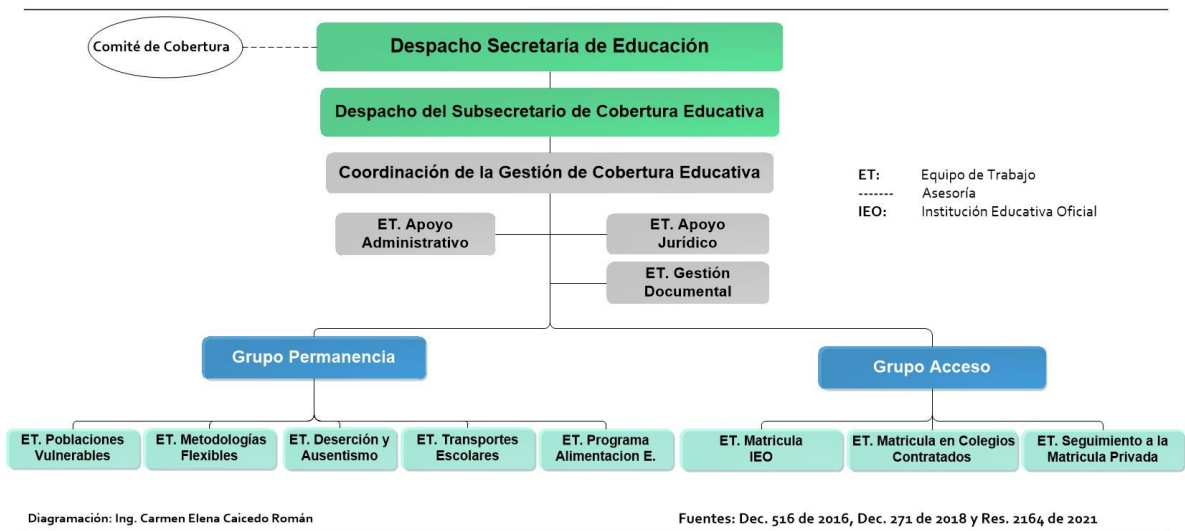 Comité de Cobertura
Despacho Secretaría de Educación
Despacho del Subsecretario de Cobertura Educativa
Coordinación de la Gestión de Cobertura Educativa
ET: Equipo de Trabajo
------- Asesoría
IEO: Institución Educativa Oficial
ET. Apoyo
Administrativo
ET. Apoyo
Jurídico
ET. Gestión
Documental
Grupo Permanencia
Grupo Acceso
ET. Poblaciones
Vulnerables
ET. Metodologías
Flexibles
ET. Deserción y
Ausentismo
ET. Transportes
Escolares
ET. Programa
Alimentacion E.
ET. Matricula
IEO
ET. Matricula en Colegios
Contratados
ET. Seguimiento a la
Matricula Privada
Diagramación: Ing. Carmen Elena Caicedo Román
Fuentes: Dec. 516 de 2016, Dec. 271 de 2018 y Res. 2164 de 2021